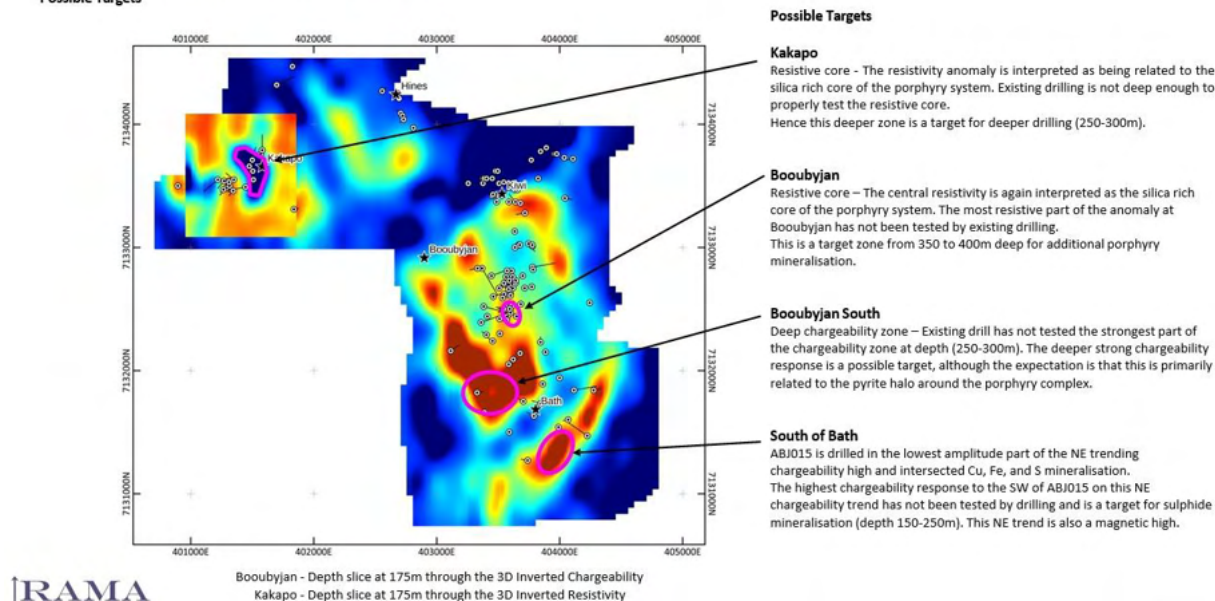 Possible Targets
Possible Targets
Kakapo
Resistive core - The resistivity anomaly is interpreted as being related to the
silica rich core of the porphyry system. Existing drilling is not deep enough to
properly test the resistive core.
Hence this deeper zone is a target for deeper drilling (250-300m).
Booubyjan
Resistive core – The central resistivity is again interpreted as the silica rich
core of the porphyry system. The most resistive part of the anomaly at
Booubyjan has not been tested by existing drilling.
This is a target zone from 350 to 400m deep for additional porphyry
mineralisation.
Booubyjan South
Deep chargeability zone – Existing drill has not tested the strongest part of
the chargeability zone at depth (250-300m). The deeper strong chargeability
response is a possible target, although the expectation is that this is primarily
related to the pyrite halo around the porphyry complex.
South of Bath
ABJ015 is drilled in the lowest amplitude part of the NE trending
chargeability high and intersected Cu, Fe, and S mineralisation.
The highest chargeability response to the SW of ABJ015 on this NE
chargeability trend has not been tested by drilling and is a target for sulphide
mineralisation (depth 150-250m). This NE trend is also a magnetic high.
401000E 402000E 403000E 404000E 405000E
7134000N 7134000N
7133000N 7133000N
7132000N 7132000N
7131000N 7131000N
Hines
Kakapo
Kiwi
Booubyjan
Bath
401000E 402000E 403000E 404000E 405000E
Booubyjan - Depth slice at 175m through the 3D Inverted Chargeability
Kakapo - Depth slice at 175m through the 3D Inverted Resistivity
RAMA